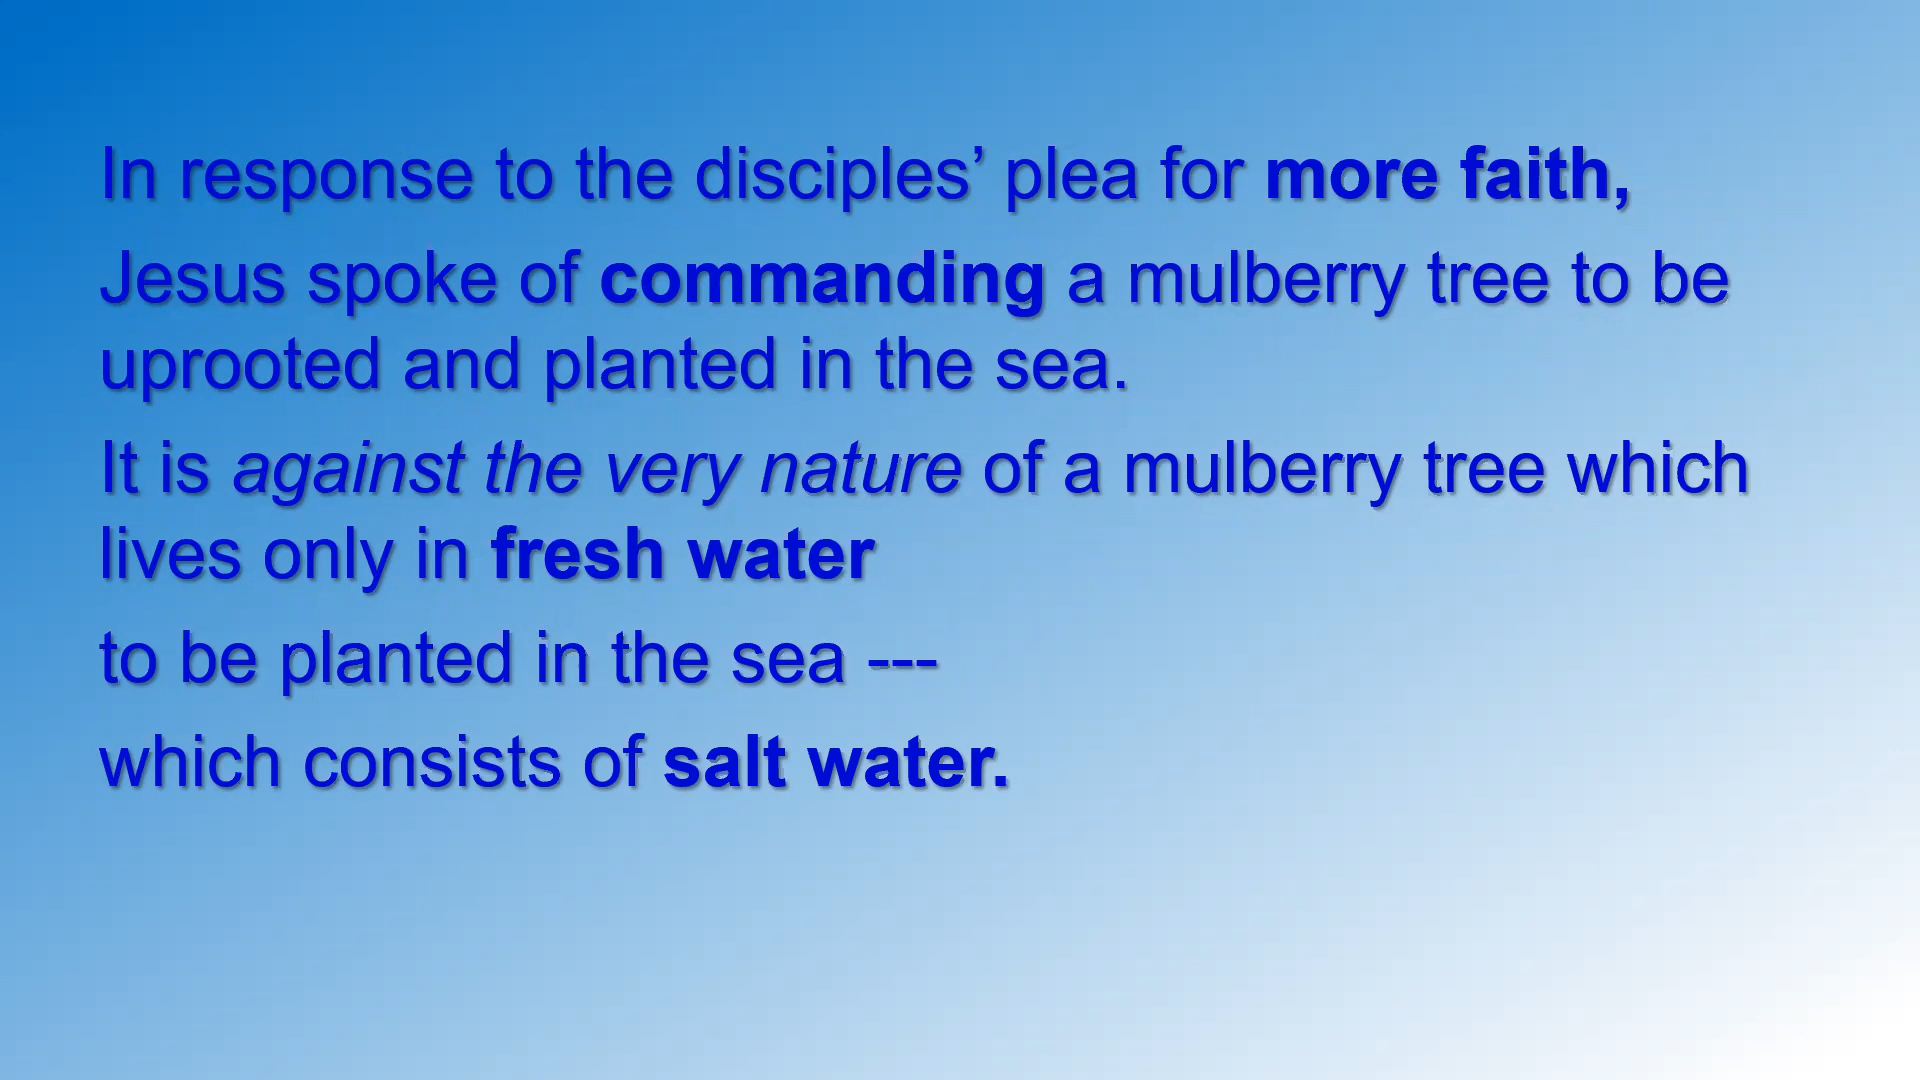 In response to the disciples’ plea for more faith,
Jesus spoke of commanding a mulberry tree to be
uprooted and planted in the sea.
It is against the very nature of a mulberry tree which
lives only in fresh water
to be planted in the sea ---
which consists of salt water.